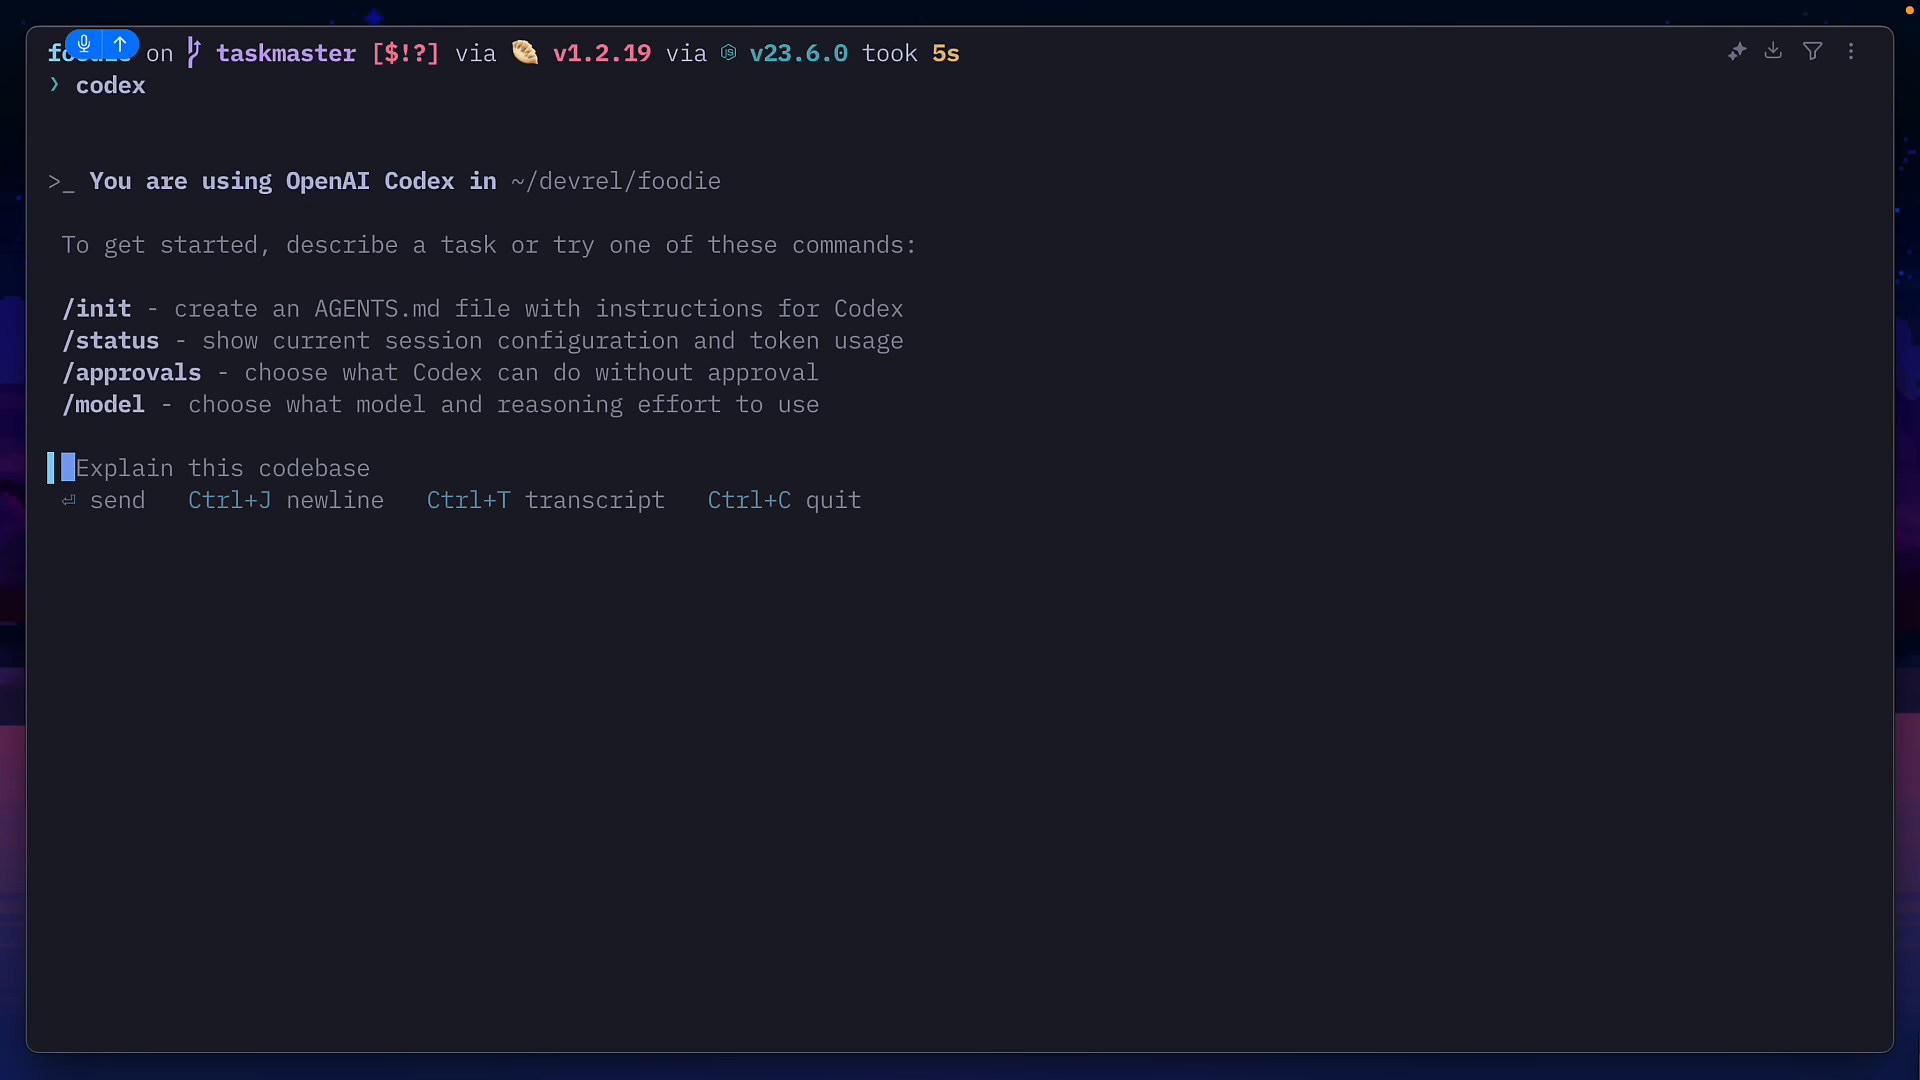 on taskmaster [$!?] via v1.2.19 via v23.6.0 took 5s
❯ codex
>_ You are using OpenAI Codex in ~/devrel/foodie
To get started, describe a task or try one of these commands:
/init - create an AGENTS.md file with instructions for Codex
/status - show current session configuration and token usage
/approvals - choose what Codex can do without approval
/model - choose what model and reasoning effort to use
Explain this codebase
⏎ send Ctrl+J newline Ctrl+T transcript Ctrl+C quit